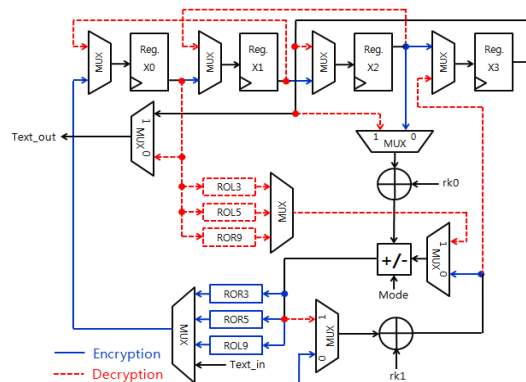 MUX
Reg.
X0
MUX
Reg.
X1
MUX
Reg.
X2
MUX
Reg.
X3
Text_out
1 MUX 0
1 0
MUX
rk0
ROL3
ROL5
ROR9
MUX
+/-
1 MUX 0
Mode
ROR3
ROR5
ROL9
MUX
Text_in
1 MUX 0
rk1
Encryption
Decryption